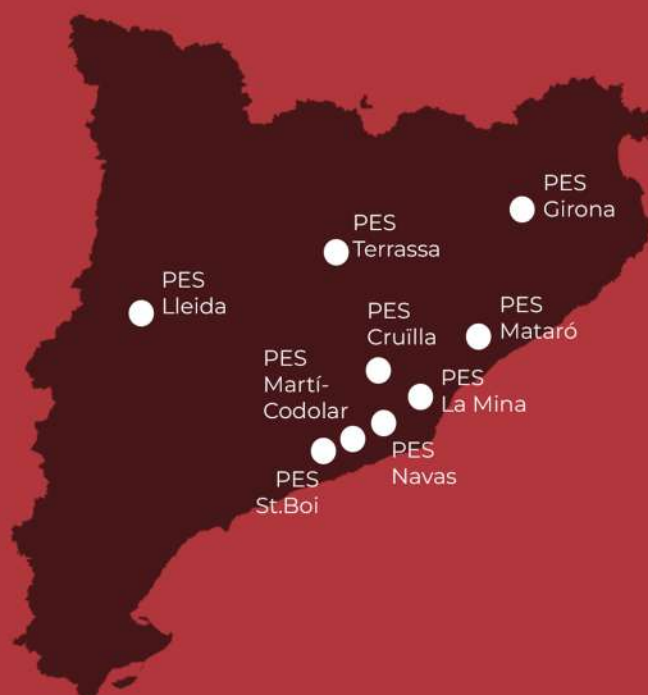 PES
Girona
PES
Terrassa
PES
Lleida
PES
Mataró
PES
Cruïlla
PES
Martí-
Codolar
PES
La Mina
PES
Navas
PES
St.Boi